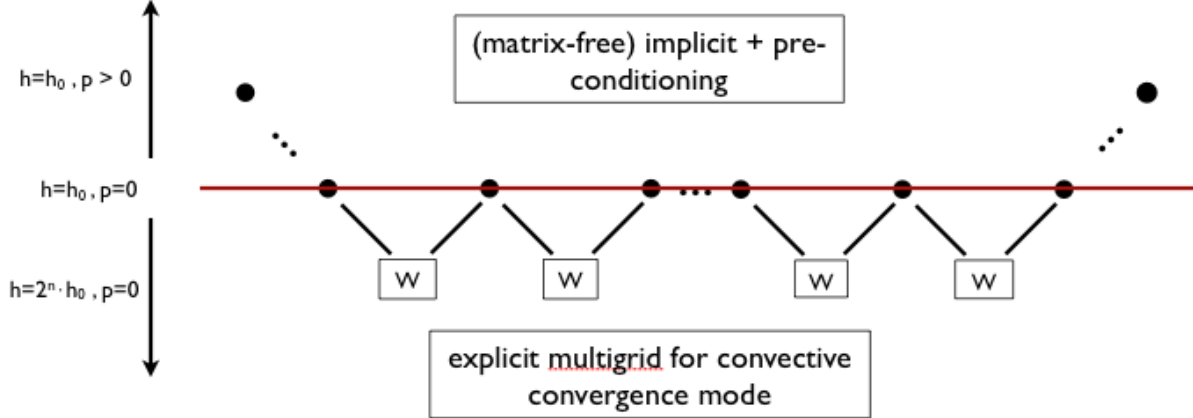 (matrix-free) implicit + pre-
conditioning
h=h₀ , p > 0
h=h₀ , p=0
W
W
W
W
h=2ⁿ· h₀ , p=0
explicit multigrid for convective
convergence mode